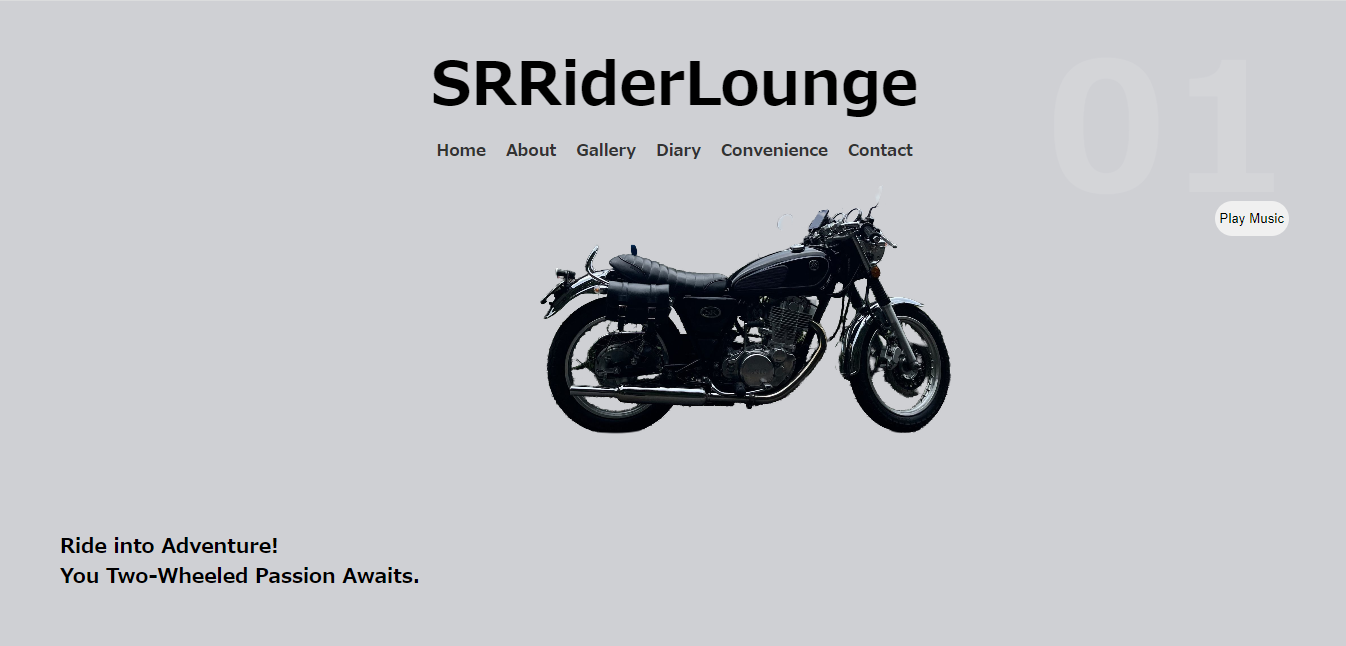 SRRiderLounge
01
Home About Gallery Diary Convenience Contact
Play Music
Ride into Adventure!
You Two-Wheeled Passion Awaits.